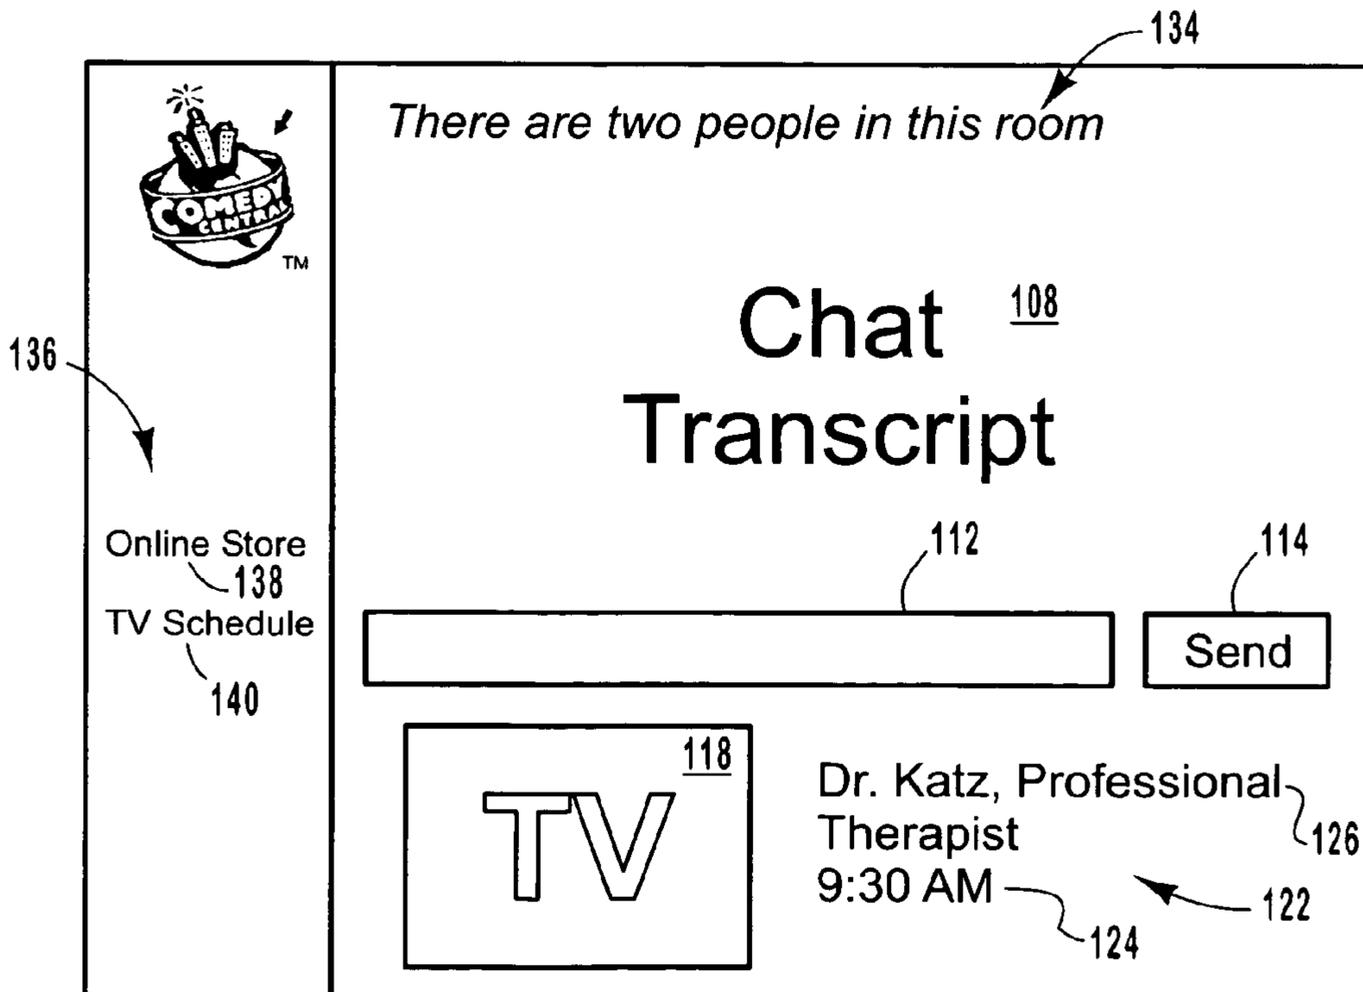 134
There are two people in this room
COMEDY
CENTRAL
TM
Chat 108
Transcript
136
Online Store
138
TV Schedule
140
112
114
Send
118
TV
Dr. Katz, Professional
Therapist
126
9:30 AM
122
124